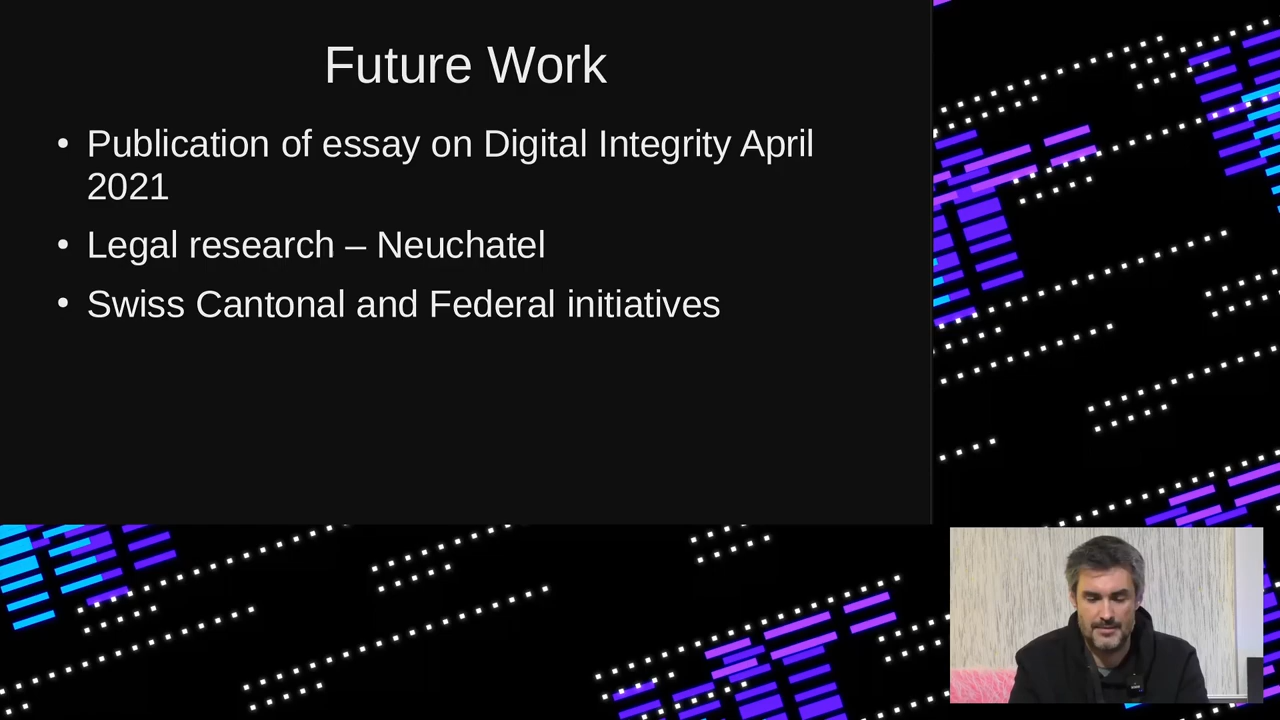 Future Work
• Publication of essay on Digital Integrity April
2021
• Legal research – Neuchatel
• Swiss Cantonal and Federal initiatives